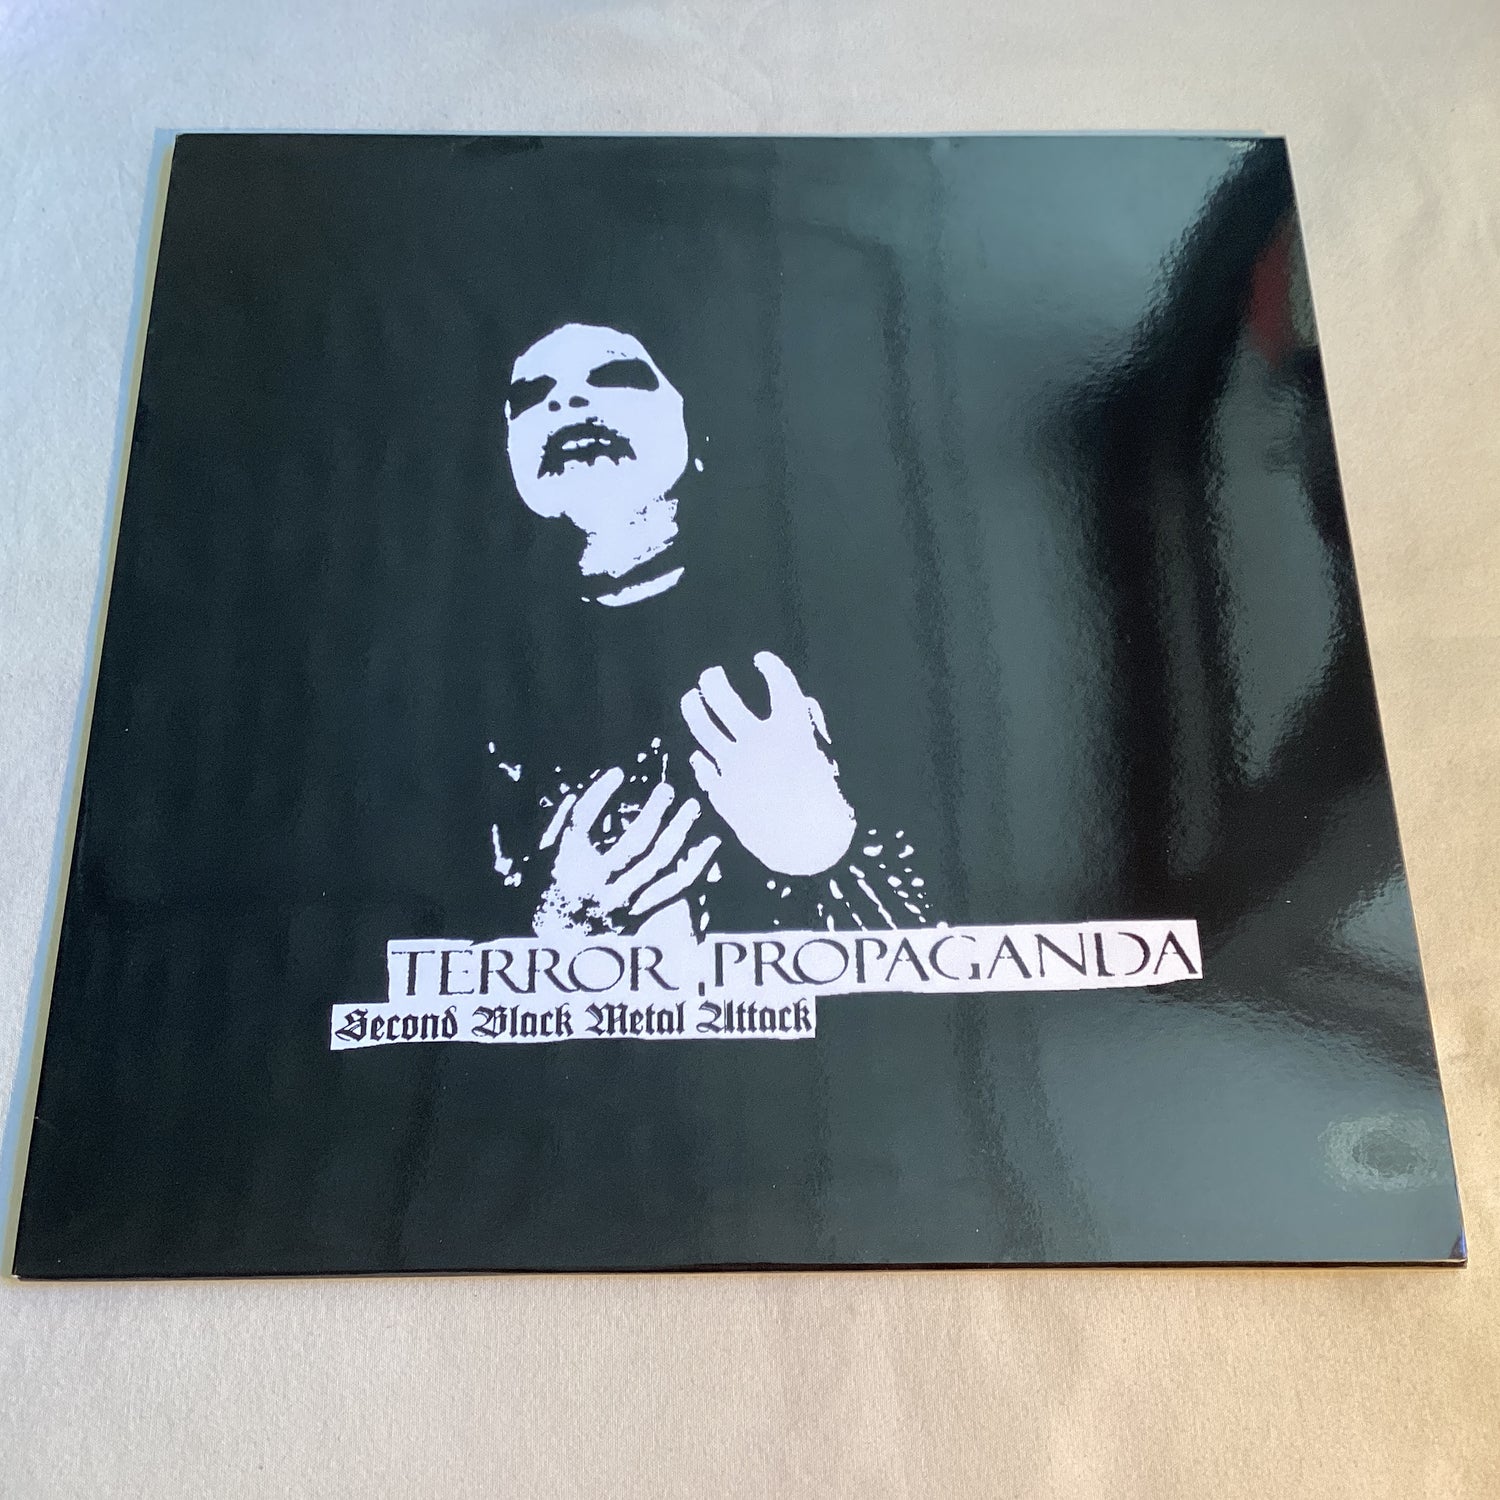 TERROR PROPAGANDA
Second Black Metal Attack